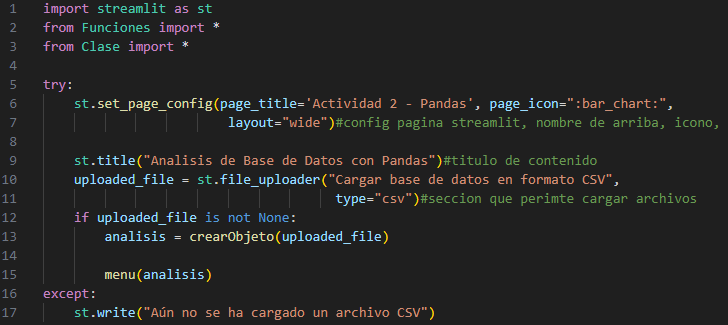 1 import streamlit as st
2 from Funciones import *
3 from Clase import *
4
5 try:
6     st.set_page_config(page_title='Actividad 2 - Pandas', page_icon=":bar_chart:",
7                         layout="wide")#config pagina streamlit, nombre de arriba, icono,
8
9     st.title("Analisis de Base de Datos con Pandas")#titulo de contenido
10     uploaded_file = st.file_uploader("Cargar base de datos en formato CSV",
11                                      type="csv")#seccion que perimte cargar archivos
12     if uploaded_file is not None:
13         analisis = crearObjeto(uploaded_file)
14
15         menu(analisis)
16 except:
17     st.write("Aún no se ha cargado un archivo CSV")